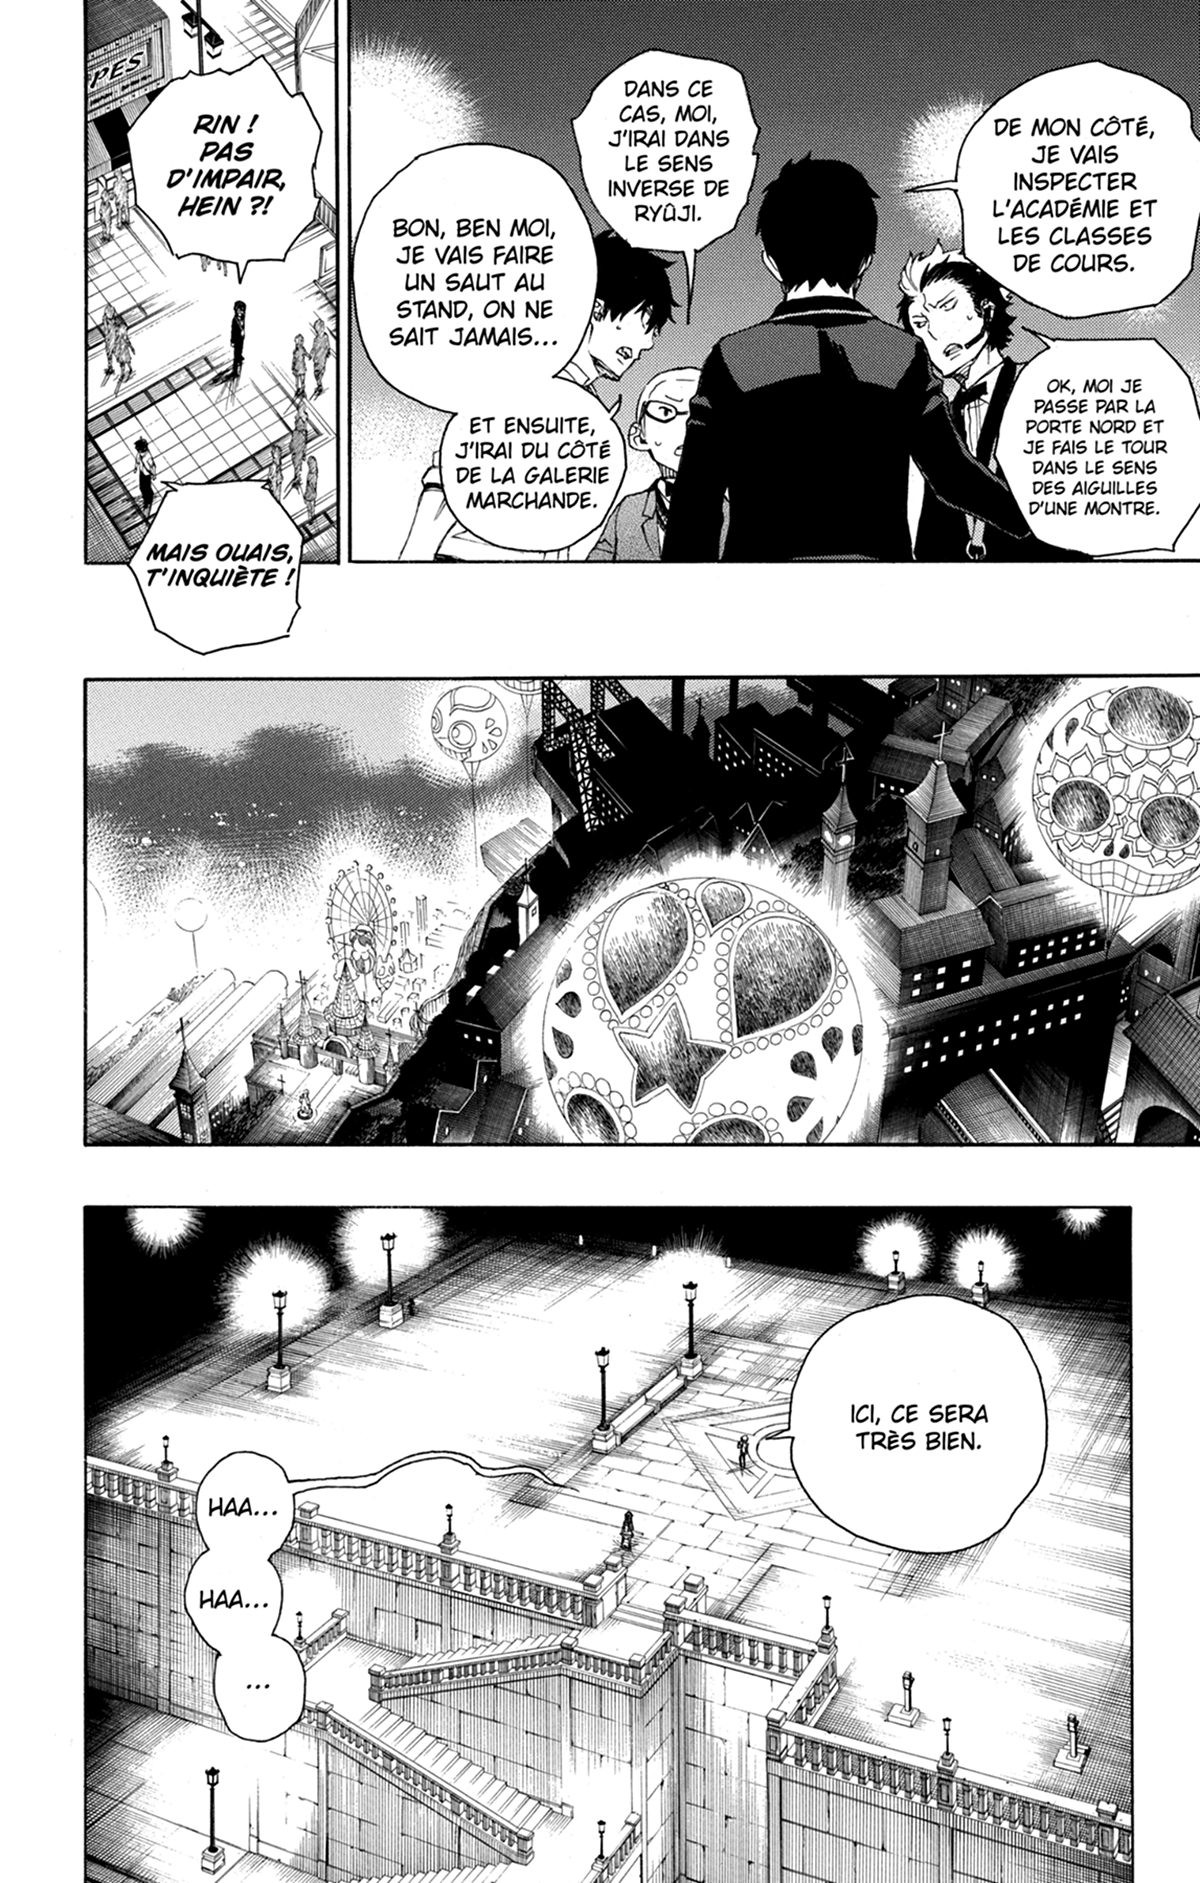 DE MON CÔTÉ,
JE VAIS
INSPECTER
L'ACADÉMIE ET
LES CLASSES
DE COURS.
OK, MOI JE
PASSE PAR LA
PORTE NORD ET
JE FAIS LE TOUR
DANS LE SENS
DES AIGUILLES
D'UNE MONTRE.
DANS CE
CAS, MOI,
J'IRAI DANS
LE SENS
INVERSE DE
RYÛJI.
BON, BEN MOI,
JE VAIS FAIRE
UN SAUT AU
STAND, ON NE
SAIT JAMAIS...
ET ENSUITE,
J'IRAI DU CÔTÉ
DE LA GALERIE
MARCHANDE.
PES
RIN !
PAS
D'IMPAIR,
HEIN ?!
MAIS OUAIS,
T'INQUIÈTE !
ICI, CE SERA
TRÈS BIEN.
HAA...
HAA...
...